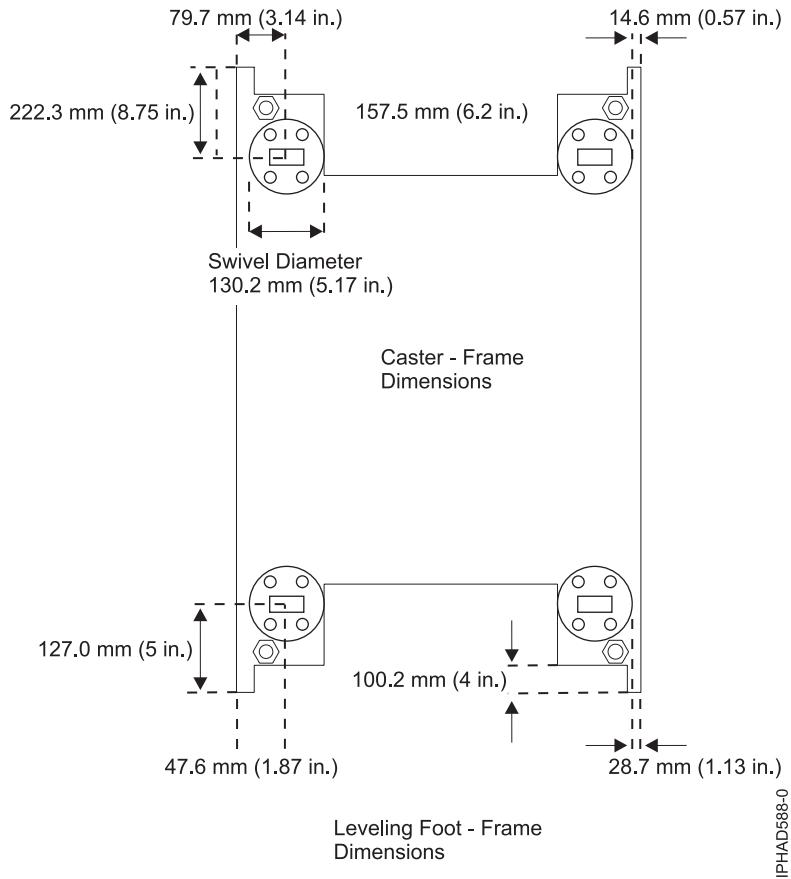 79.7 mm (3.14 in.)
14.6 mm (0.57 in.)
222.3 mm (8.75 in.)
157.5 mm (6.2 in.)
Swivel Diameter
130.2 mm (5.17 in.)
Caster - Frame
Dimensions
127.0 mm (5 in.)
100.2 mm (4 in.)
47.6 mm (1.87 in.)
28.7 mm (1.13 in.)
Leveling Foot - Frame
Dimensions
IPHAD588-0